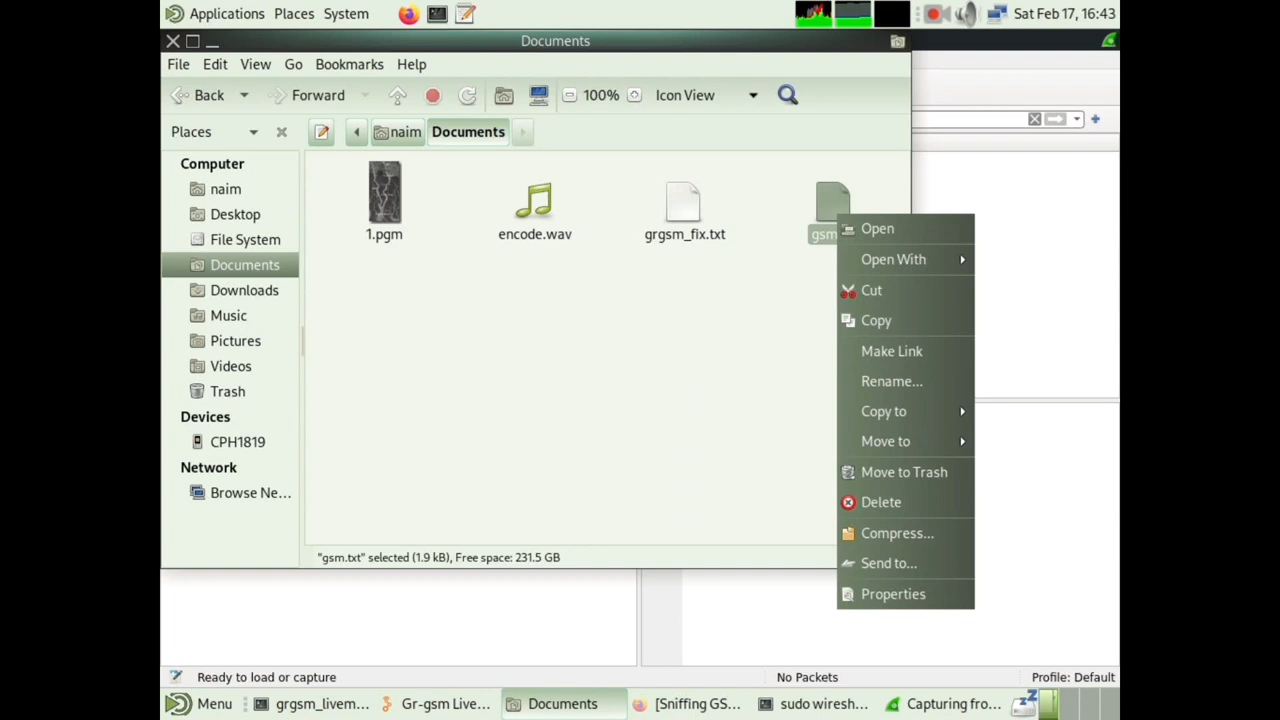 Applications Places System
Sat Feb 17, 16:43
Documents
File Edit View Go Bookmarks Help
Back Forward 100% Icon View
Places naim Documents
Computer
naim
Desktop
File System
Documents
Downloads
Music
Pictures
Videos
Trash
Devices
CPH1819
Network
Browse Ne...
1.pgm encode.wav grgsm_fix.txt gsm
Open
Open With
Cut
Copy
Make Link
Rename...
Copy to
Move to
Move to Trash
Delete
Compress...
Send to...
Properties
"gsm.txt" selected (1.9 kB), Free space: 231.5 GB
Ready to load or capture No Packets Profile: Default
Menu grgsm_livem... Gr-gsm Live... Documents [Sniffing GS... sudo wiresh... Capturing fro...